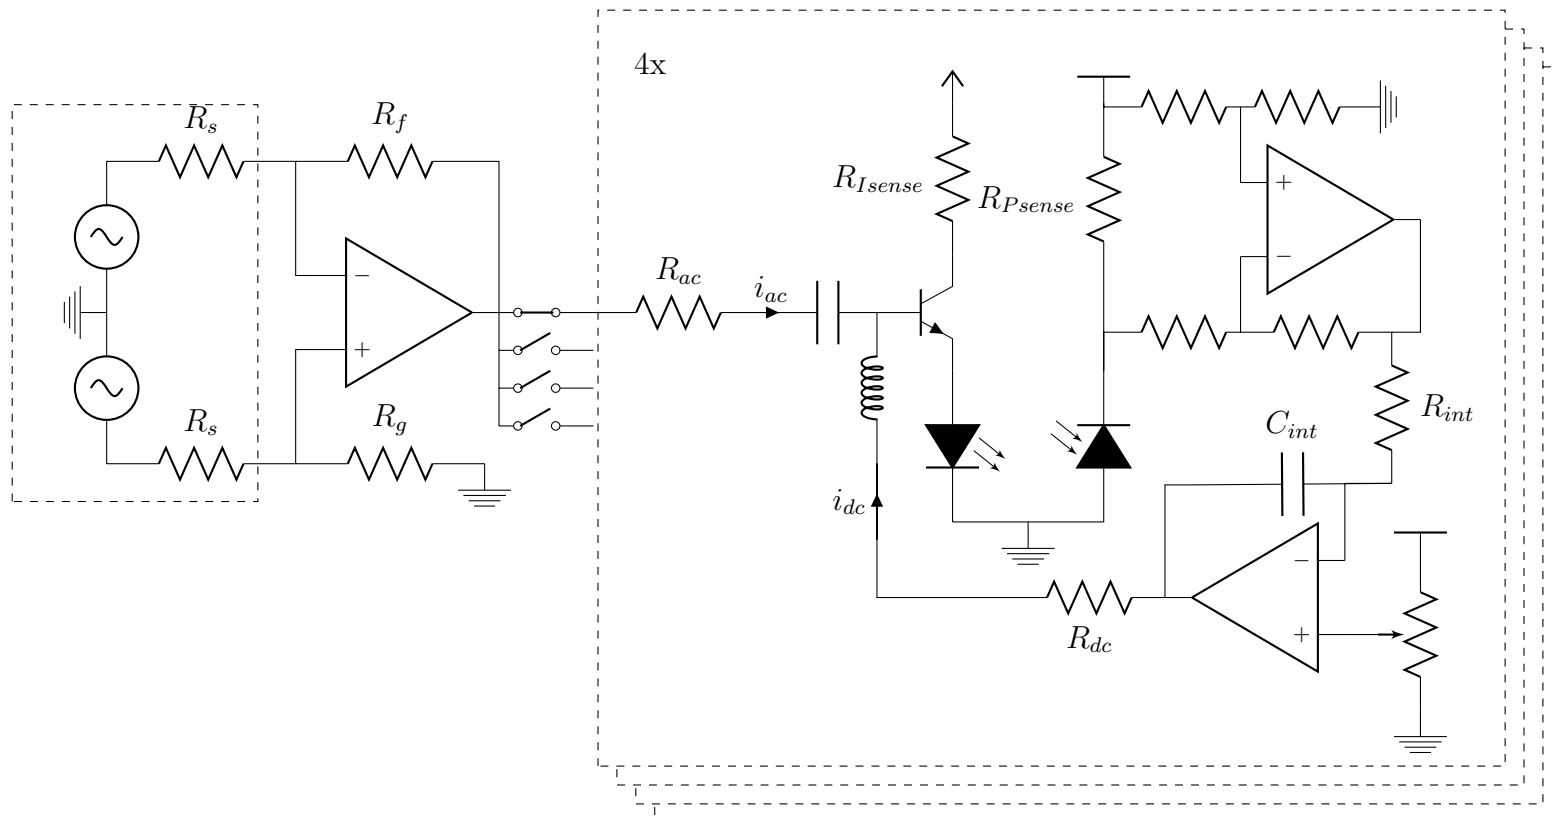 4x
R_s
R_f
R_{Isense}
R_{Psense}
+
−
R_{ac}
i_{ac}
−
+
R_s
R_g
R_{int}
C_{int}
i_{dc}
−
+
R_{dc}